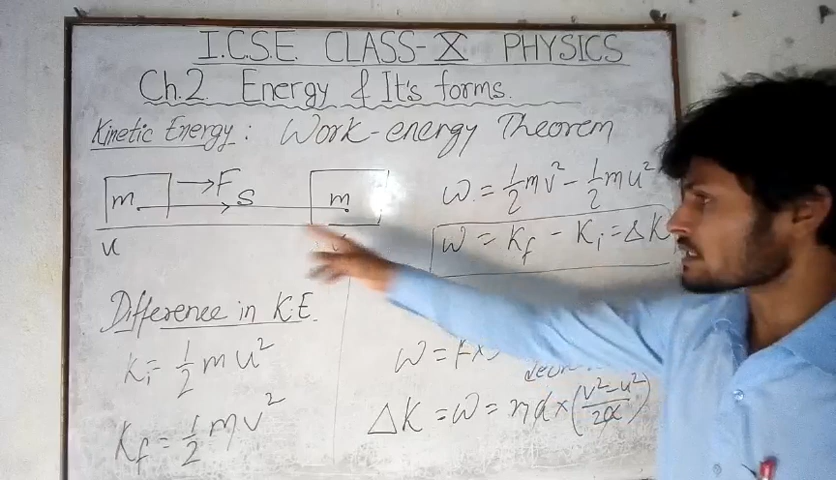 I.C.S.E. CLASS-X PHYSICS
Ch.2 Energy & It's forms.
Kinetic Energy : Work-energy Theorem
m → F S m
u
W = 1/2 mv² - 1/2 mu²
W = Kf - Ki = ΔK
Difference in K.E.
Ki = 1/2 mu²
Kf = 1/2 mv²
W = F×
ΔK = W = ma × (v²-u²/2a)